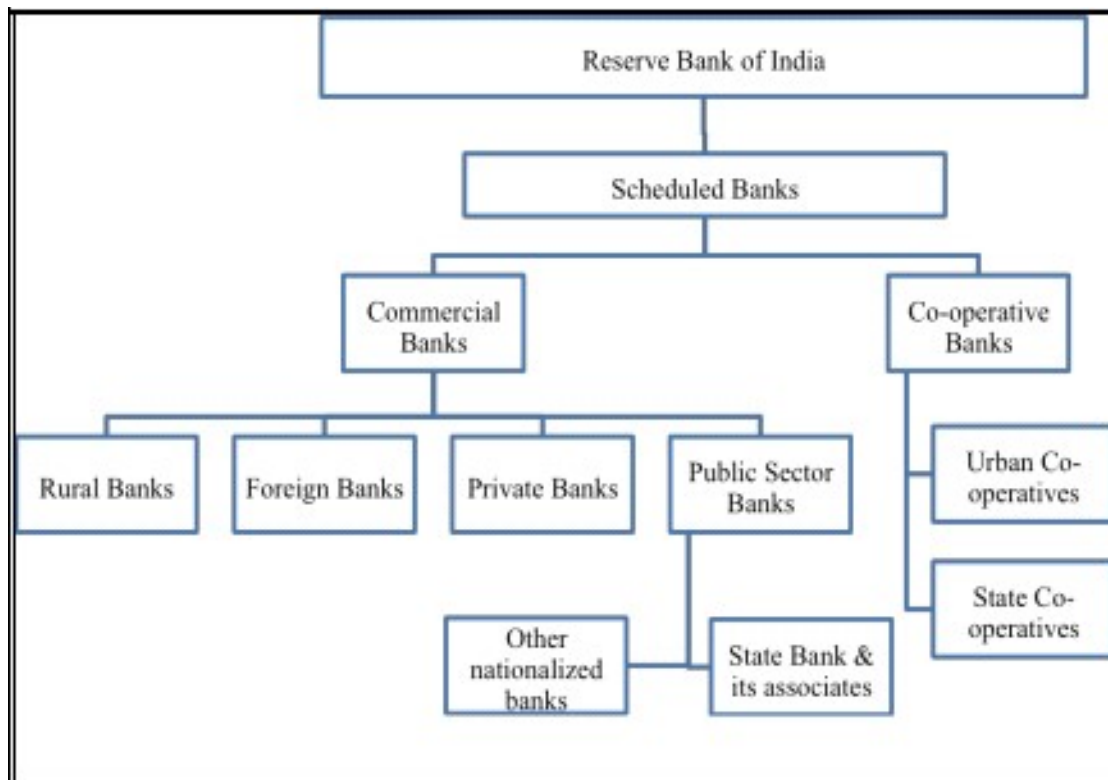 Reserve Bank of India
Scheduled Banks
Commercial
Banks
Co-operative
Banks
Rural Banks
Foreign Banks
Private Banks
Public Sector
Banks
Urban Co-
operatives
State Co-
operatives
Other
nationalized
banks
State Bank &
its associates